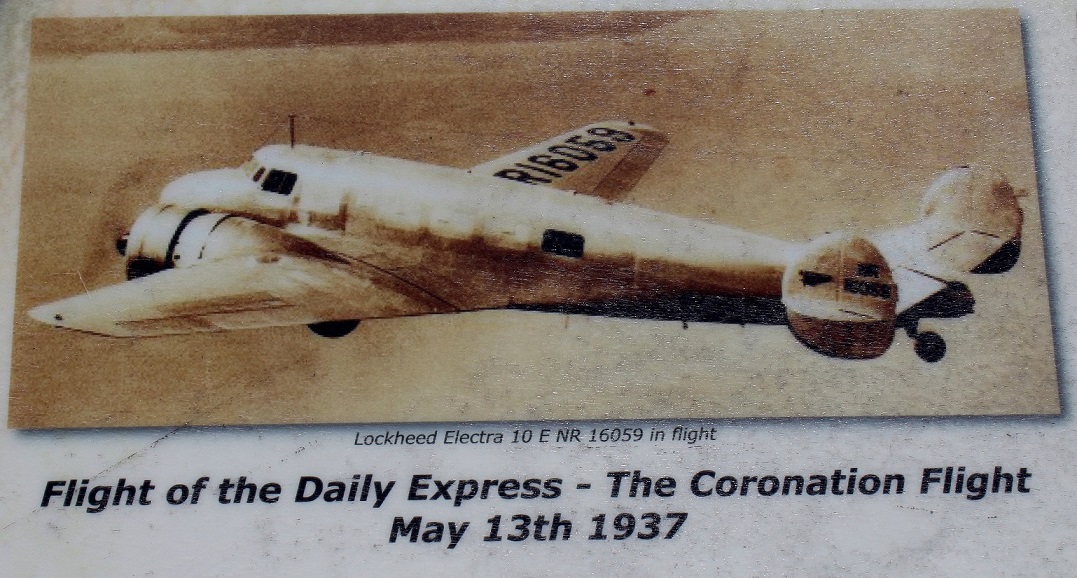 R16059
16059
Lockheed Electra 10 E NR 16059 in flight
Flight of the Daily Express - The Coronation Flight
May 13th 1937